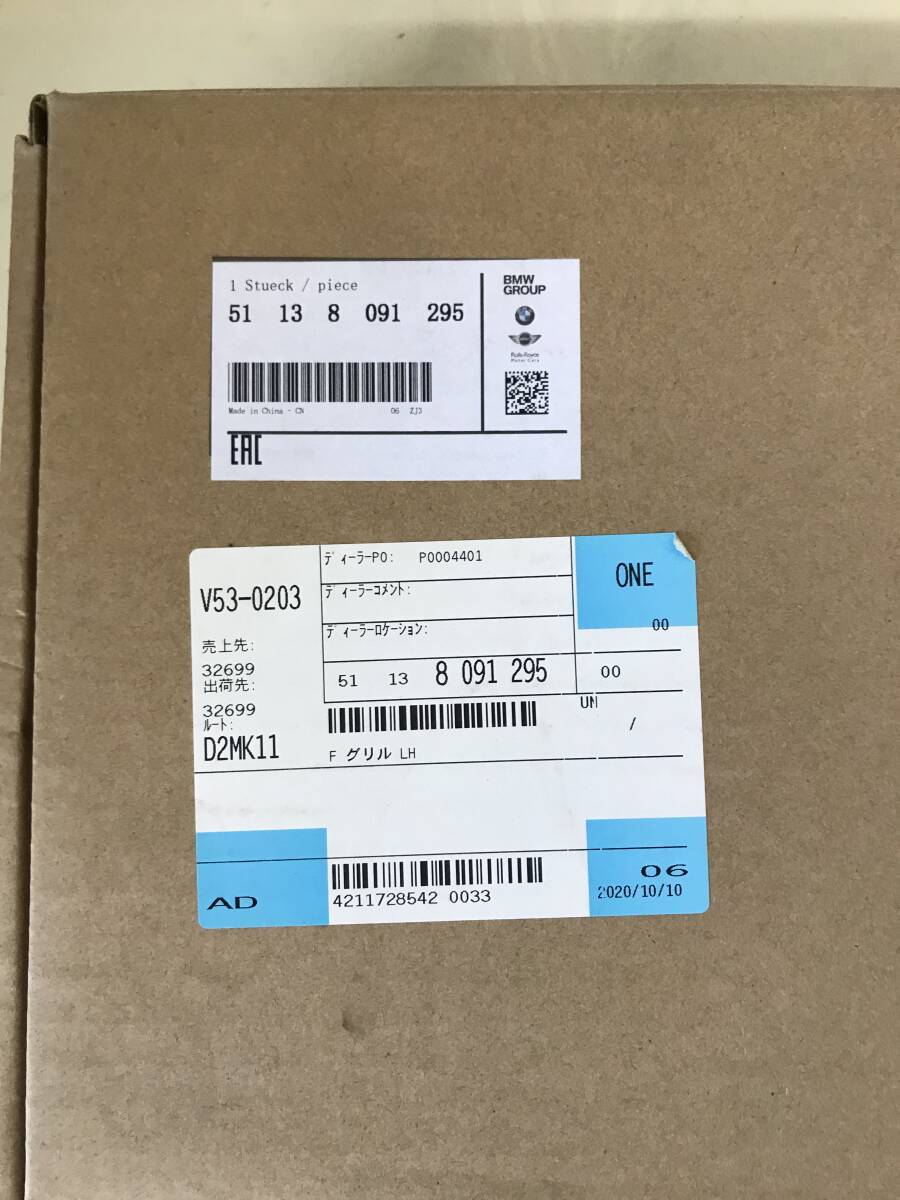 1 Stueck / piece
51 13 8 091 295
Made in China - CN 06 ZJ3
EAC
BMW
GROUP
Rolls-Royce
Motor Cars
V53-0203
売上先:
32699
出荷先:
32699
ルート:
D2MK11
ディーラーPO: P0004401
ディーラーコメント:
ディーラーロケーション:
51 13 8 091 295
F グリル LH
ONE
00
00
UN
/
AD
4211728542 0033
06
2020/10/10